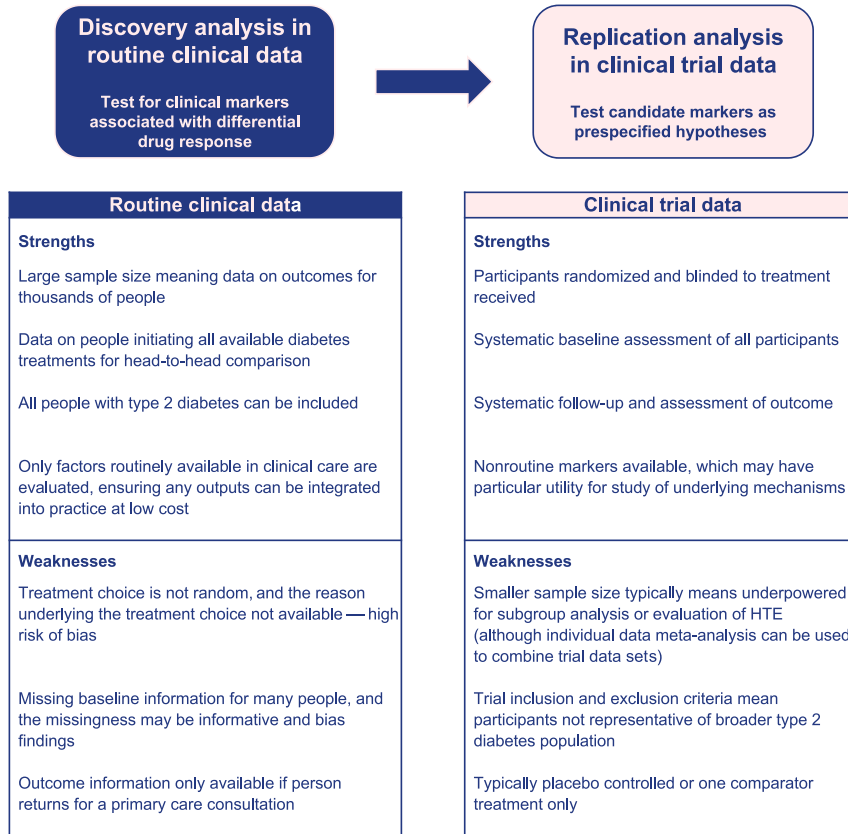 Discovery analysis in
routine clinical data
Test for clinical markers
associated with differential
drug response
Replication analysis
in clinical trial data
Test candidate markers as
prespecified hypotheses
Routine clinical data
Strengths
Large sample size meaning data on outcomes for
thousands of people
Data on people initiating all available diabetes
treatments for head-to-head comparison
All people with type 2 diabetes can be included
Only factors routinely available in clinical care are
evaluated, ensuring any outputs can be integrated
into practice at low cost
Weaknesses
Treatment choice is not random, and the reason
underlying the treatment choice not available — high
risk of bias
Missing baseline information for many people, and
the missingness may be informative and bias
findings
Outcome information only available if person
returns for a primary care consultation
Clinical trial data
Strengths
Participants randomized and blinded to treatment
received
Systematic baseline assessment of all participants
Systematic follow-up and assessment of outcome
Nonroutine markers available, which may have
particular utility for study of underlying mechanisms
Weaknesses
Smaller sample size typically means underpowered
for subgroup analysis or evaluation of HTE
(although individual data meta-analysis can be used
to combine trial data sets)
Trial inclusion and exclusion criteria mean
participants not representative of broader type 2
diabetes population
Typically placebo controlled or one comparator
treatment only